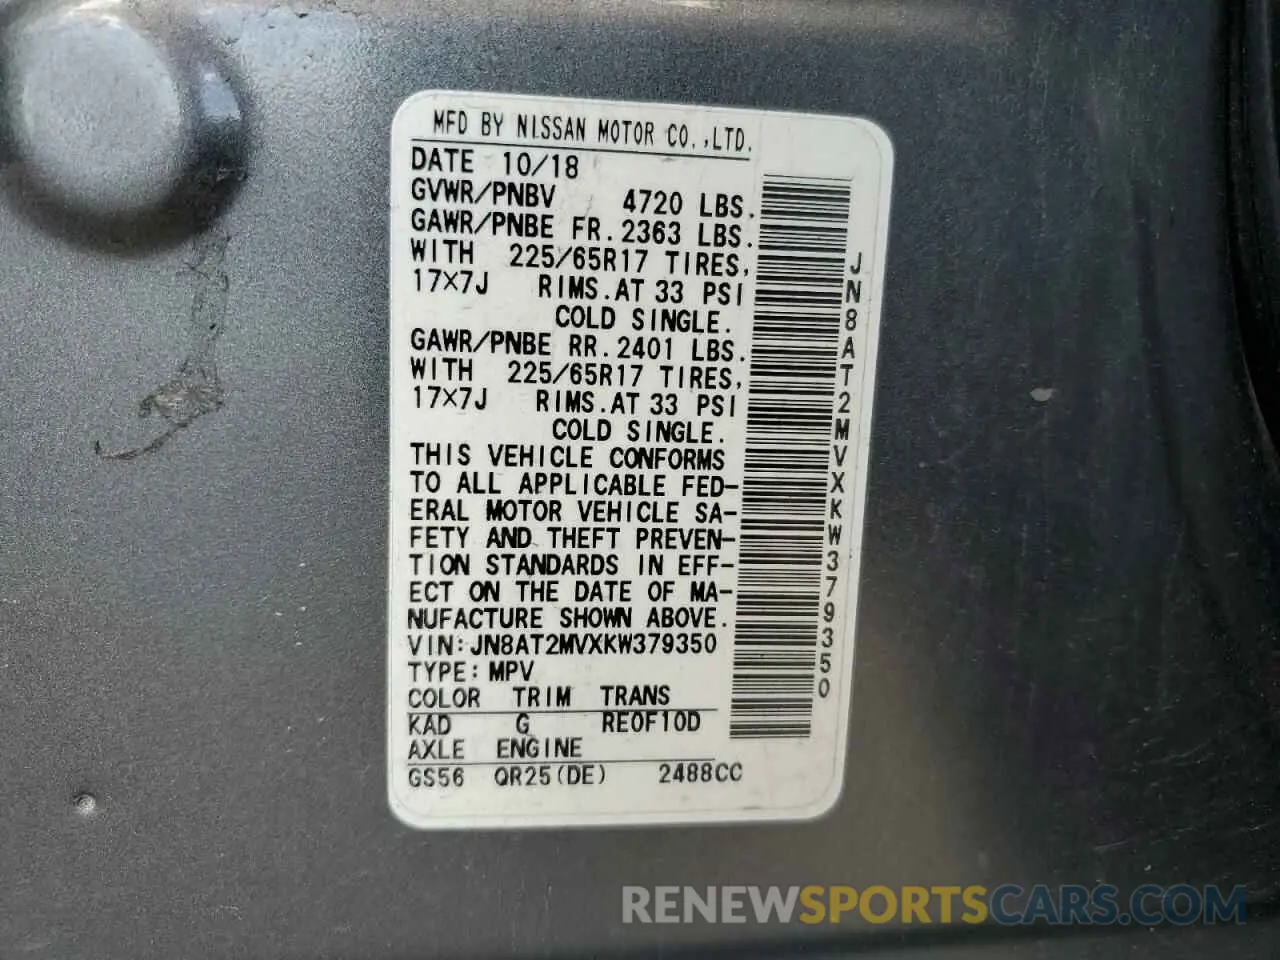 MFD BY NISSAN MOTOR CO.,LTD.
DATE 10/18
GVWR/PNBV 4720 LBS.
GAWR/PNBE FR.2363 LBS.
WITH 225/65R17 TIRES,
17×7J RIMS.AT 33 PSI
COLD SINGLE.
GAWR/PNBE RR.2401 LBS.
WITH 225/65R17 TIRES,
17×7J RIMS.AT 33 PSI
COLD SINGLE.
THIS VEHICLE CONFORMS
TO ALL APPLICABLE FED-
ERAL MOTOR VEHICLE SA-
FETY AND THEFT PREVEN-
TION STANDARDS IN EFF-
ECT ON THE DATE OF MA-
NUFACTURE SHOWN ABOVE.
VIN:JN8AT2MVXKW379350
TYPE:MPV
COLOR TRIM TRANS
KAD G RE0F10D
AXLE ENGINE
GS56 QR25(DE) 2488CC
JN8AT2MVXKW379350
RENEWSPORTSCARS.COM